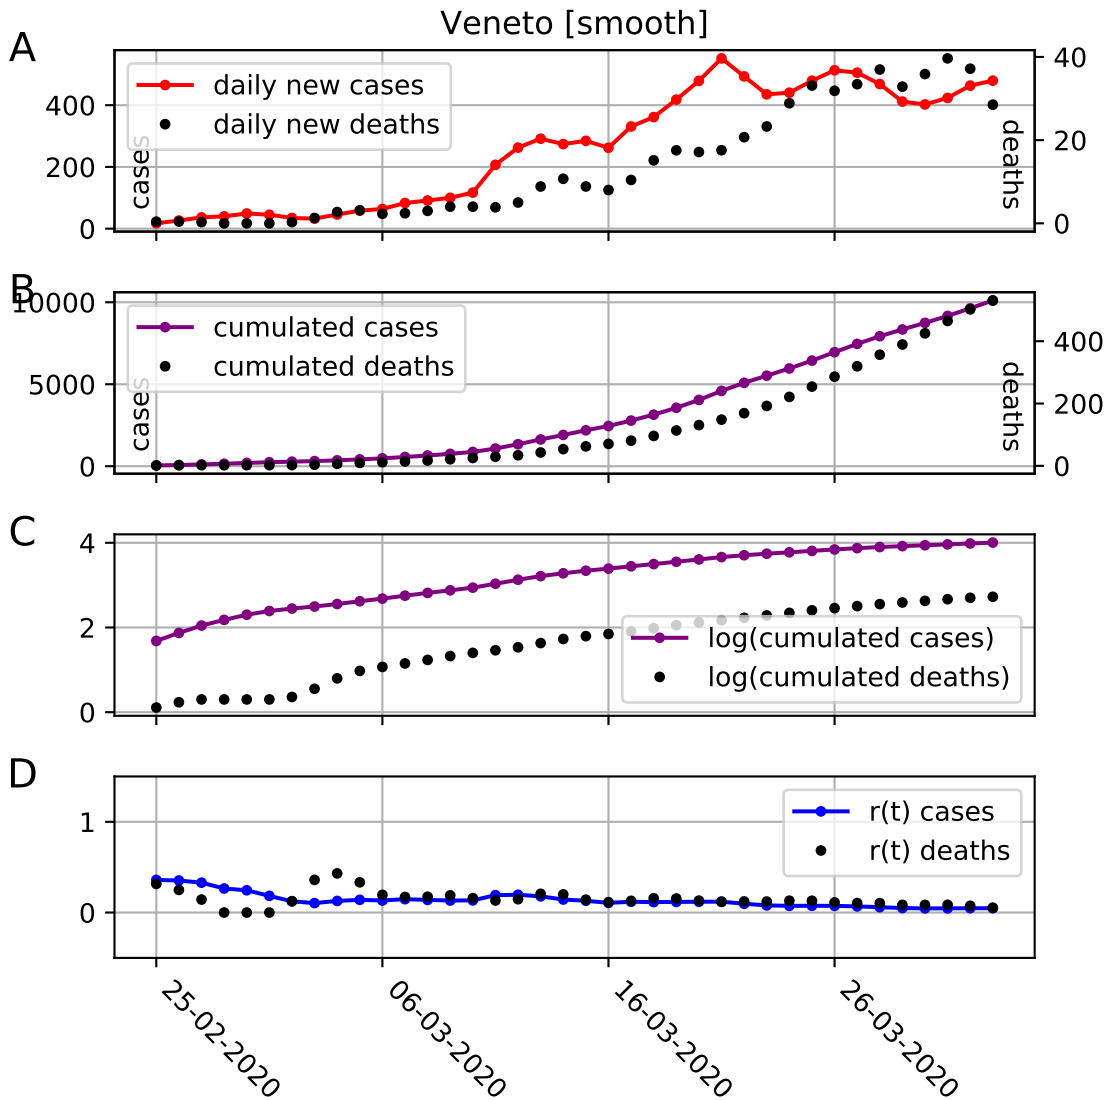 Veneto [smooth]
A
daily new cases
daily new deaths
400
200
0
cases
40
20
0
deaths
B
10000
5000
0
cumulated cases
cumulated deaths
cases
400
200
0
deaths
C
4
2
0
log(cumulated cases)
log(cumulated deaths)
D
1
0
r(t) cases
r(t) deaths
25-02-2020
06-03-2020
16-03-2020
26-03-2020